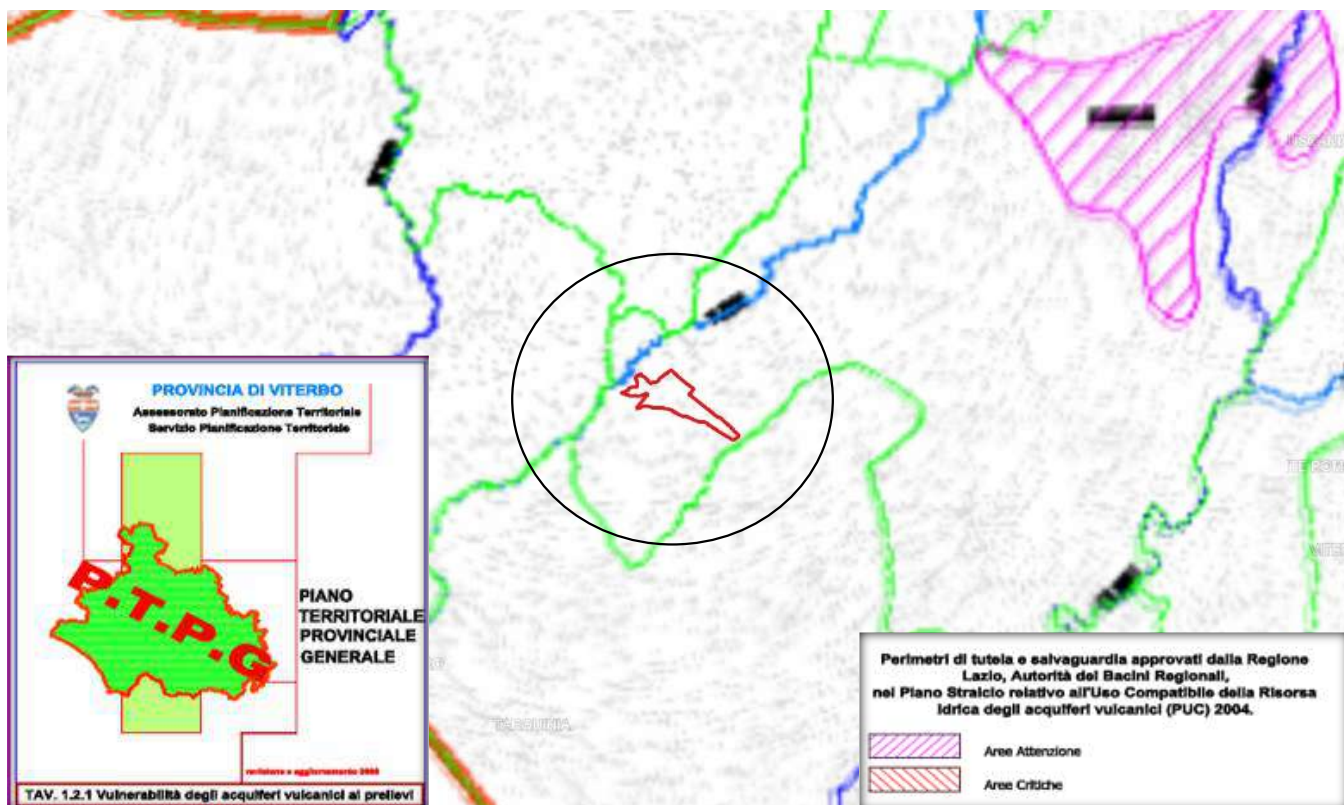 PROVINCIA DI VITERBO
Assessorato Pianificazione Territoriale
Servizio Pianificazione Territoriale
P.T.P.G
PIANO
TERRITORIALE
PROVINCIALE
GENERALE
revisione e aggiornamento
TAV. 1.2.1 Vulnerabilità degli acquiferi vulcanici ai prelievi
TARQUINIA
Perimetri di tutela e salvaguardia approvati dalla Regione
Lazio, Autorità dei Bacini Regionali,
nel Piano Stralcio relativo all'Uso Compatibile della Risorsa
Idrica degli acquiferi vulcanici (PUC) 2004.
Aree Attenzione
Aree Critiche